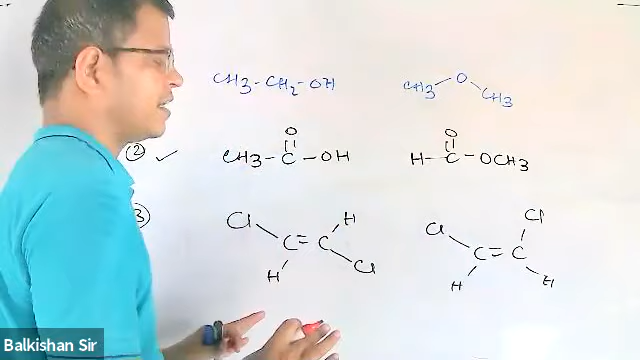 CH3-CH2-OH CH3 O CH3
② ✓ CH3-C-OH H-C-OCH3
O O
3) Cl H Cl Cl
C=C C=C
H Cl H H
Balkishan Sir